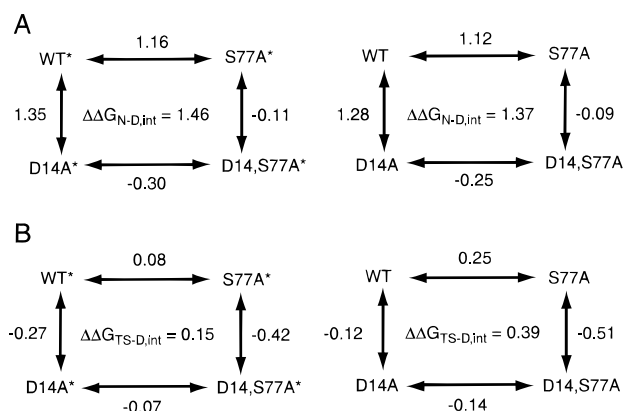 A
1.16 1.12
WT* S77A* WT S77A
1.35 ΔΔG_N-D,int = 1.46 -0.11 1.28 ΔΔG_N-D,int = 1.37 -0.09
D14A* D14,S77A* D14A D14,S77A
-0.30 -0.25
B
0.08 0.25
WT* S77A* WT S77A
-0.27 ΔΔG_TS-D,int = 0.15 -0.42 -0.12 ΔΔG_TS-D,int = 0.39 -0.51
D14A* D14,S77A* D14A D14,S77A
-0.07 -0.14